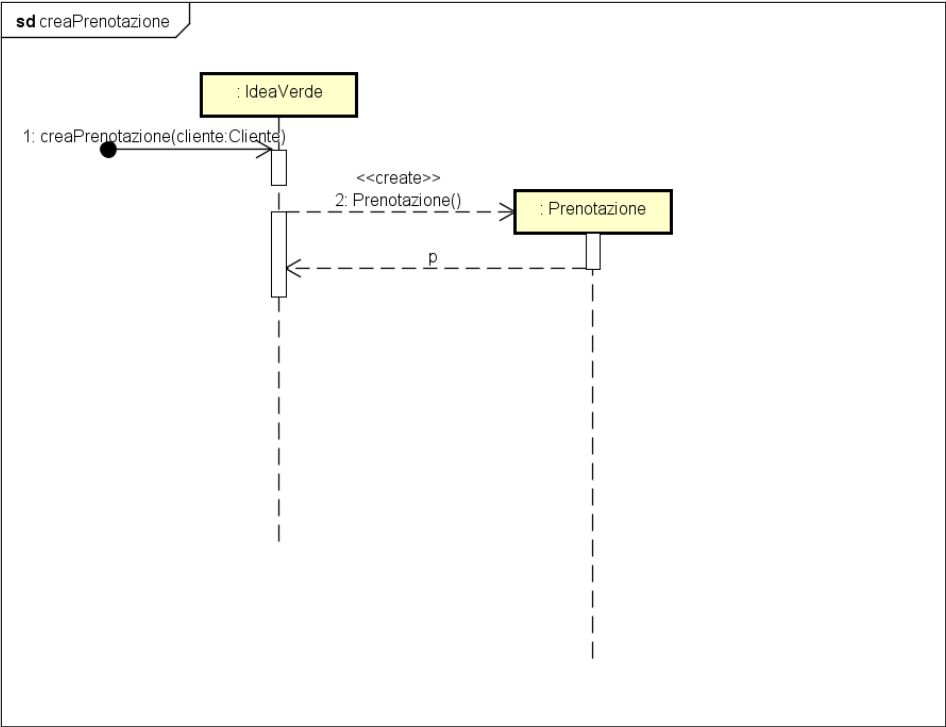 sd creaPrenotazione
: IdeaVerde
1: creaPrenotazione(cliente:Cliente)
<<create>>
2: Prenotazione()
: Prenotazione
p